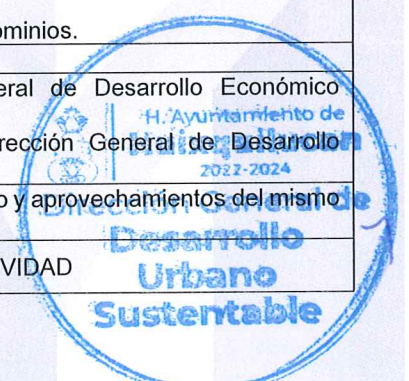 ominios.
eral de Desarrollo Económico
H. Ayuntamiento de
rección General de Desarrollo
Huixquilucan
2022-2024
o y aprovechamientos del mismo
Dirección General de
Desarrollo
VIDAD
Urbano
Sustentable